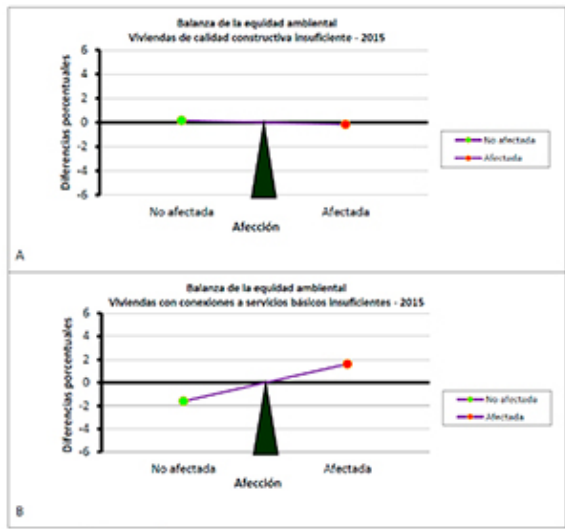 Balanza de la equidad ambiental
Viviendas de calidad constructiva insuficiente - 2015
Diferencias porcentuales
6
4
2
0
-2
-4
-6
No afectada
Afectada
Afección
No afectada
Afectada
A
Balanza de la equidad ambiental
Viviendas con conexiones a servicios básicos insuficientes - 2015
Diferencias porcentuales
6
4
2
0
-2
-4
-6
No afectada
Afectada
Afección
No afectada
Afectada
B